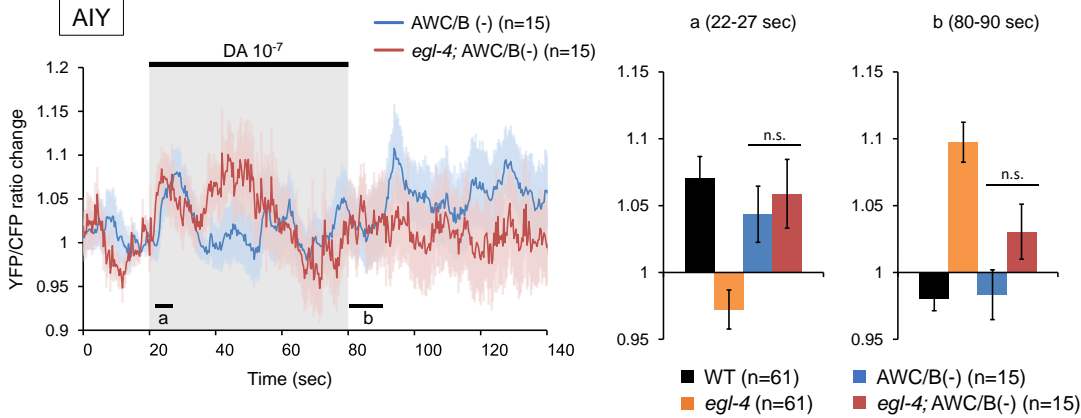 AIY
AWC/B (-) (n=15)
egl-4; AWC/B(-) (n=15)
DA 10⁻⁷
YFP/CFP ratio change
1.2
1.15
1.1
1.05
1
0.95
0.9
a
b
0 20 40 60 80 100 120 140
Time (sec)
a (22-27 sec)
1.15
1.1
1.05
1
0.95
n.s.
b (80-90 sec)
1.15
1.1
1.05
1
0.95
n.s.
WT (n=61)
egl-4 (n=61)
AWC/B(-) (n=15)
egl-4; AWC/B(-) (n=15)